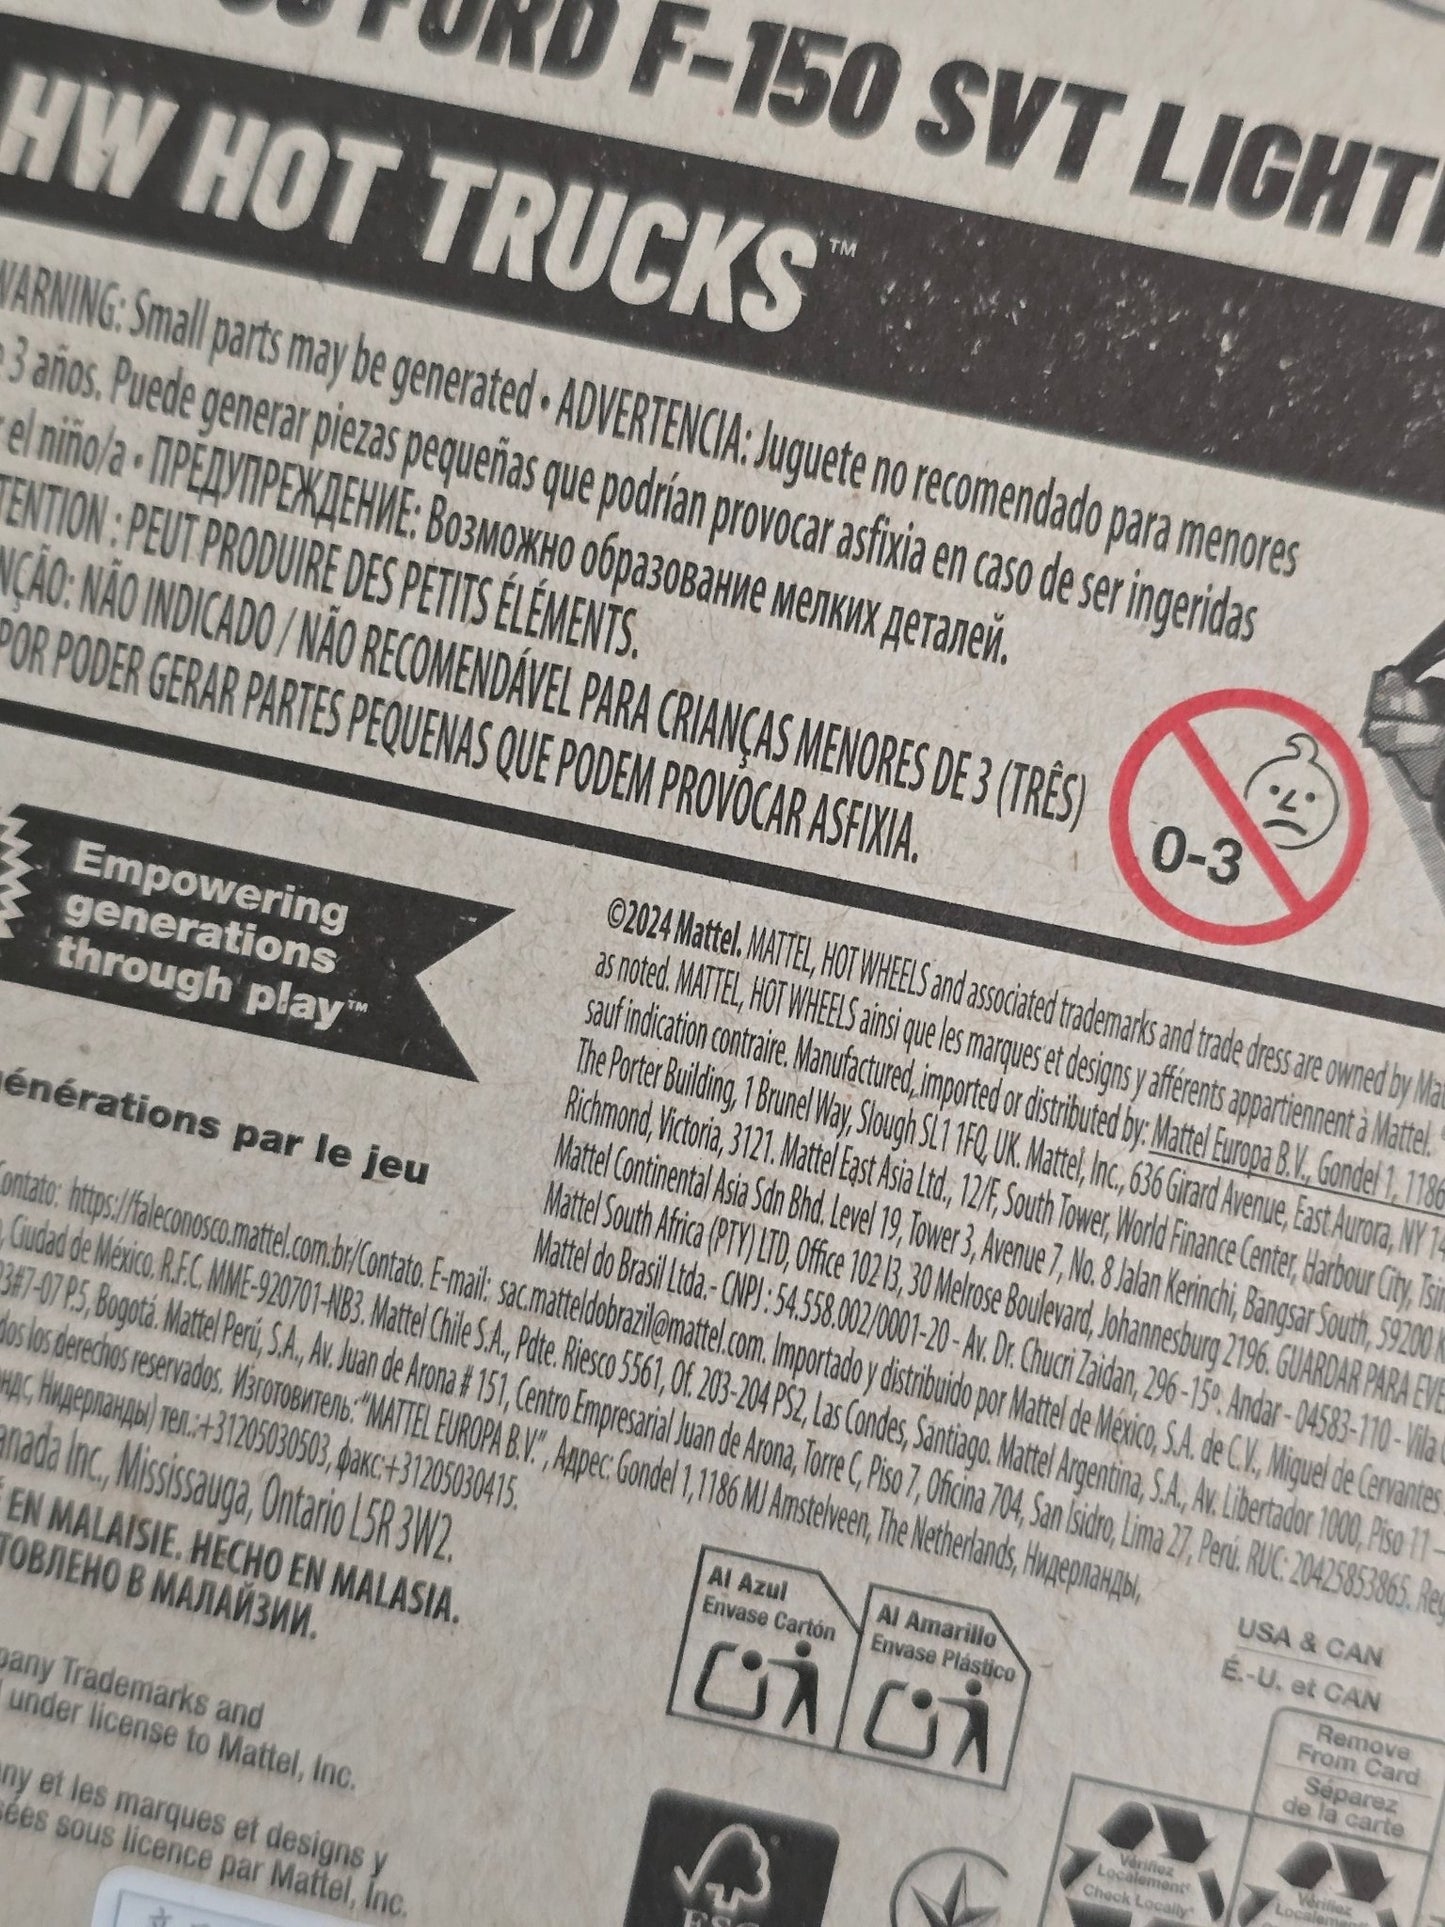 FORD F-150 SVT
HW HOT TRUCKS™
WARNING: Small parts may be generated • ADVERTENCIA: Juguete no recomendado para menores
3 años. Puede generar piezas pequeñas que podrían provocar asfixia en caso de ser ingeridas
el niño/a • ПРЕДУПРЕЖДЕНИЕ: Возможно образование мелких деталей.
PEUT PRODUIRE DES PETITS ÉLÉMENTS.
NÃO INDICADO / NÃO RECOMENDÁVEL PARA CRIANÇAS MENORES DE 3 (TRÊS)
POR PODER GERAR PARTES PEQUENAS QUE PODEM PROVOCAR ASFIXIA.
0-3
Empowering
generations
through play™
par le jeu
©2024 Mattel. MATTEL, HOT WHEELS and associated trademarks and trade dress are owned by
as noted. MATTEL, HOT WHEELS ainsi que les marques et designs y afférents appartiennent à Mattel.
sauf indication contraire. Manufactured, imported or distributed by: Mattel Europa B.V., Gondel 1, 1186
The Porter Building, 1 Brunel Way, Slough SL1 1FQ, UK. Mattel, Inc., 636 Girard Avenue, East Aurora, NY
Richmond, Victoria, 3121. Mattel East Asia Ltd., 12/F, South Tower, World Finance Center, Harbour City,
Mattel Continental Asia Sdn Bhd. Level 19, Tower 3, Avenue 7, No. 8 Jalan Kerinchi, Bangsar South, 59200
Mattel South Africa (PTY) LTD, Office 102 I3, 30 Melrose Boulevard, Johannesburg 2196. GUARDAR PARA
Mattel do Brasil Ltda.- CNPJ : 54.558.002/0001-20 - Av. Dr. Chucri Zaidan, 296 -15º. Andar - 04583-110 - Vila
https://faleconosco.mattel.com.br/Contato. E-mail: sac.matteldobrazil@mattel.com. Importado y distribuido por Mattel de México, S.A. de C.V., Miguel de Cervantes
Ciudad de México. R.F.C. MME-920701-NB3. Mattel Chile S.A., Pdte. Riesco 5561, Of. 203-204 PS2, Las Condes, Santiago. Mattel Argentina, S.A., Av. Libertador 1000, Piso 11 –
P.5, Bogotá. Mattel Perú, S.A., Av. Juan de Arona # 151, Centro Empresarial Juan de Arona, Torre C, Piso 7, Oficina 704, San Isidro, Lima 27, Perú. RUC: 20425853865.
los derechos reservados. Изготовитель: “MATTEL EUROPA B.V.”, Адрес: Gondel 1, 1186 MJ Amstelveen, The Netherlands, Нидерланды,
Нидерланды) тел.:+31205030503, факс:+31205030415.
Inc., Mississauga, Ontario L5R 3W2.
EN MALAISIE. HECHO EN MALASIA.
В МАЛАЙЗИИ.
Trademarks and
under license to Mattel, Inc.
et les marques et designs y
sous licence par Mattel, Inc.
Al Azul
Envase Cartón
Al Amarillo
Envase Plástico
USA & CAN
É.-U. et CAN
Remove
From Card
Séparez
de la carte
Vérifiez
Localement
Check Locally
Vérifiez